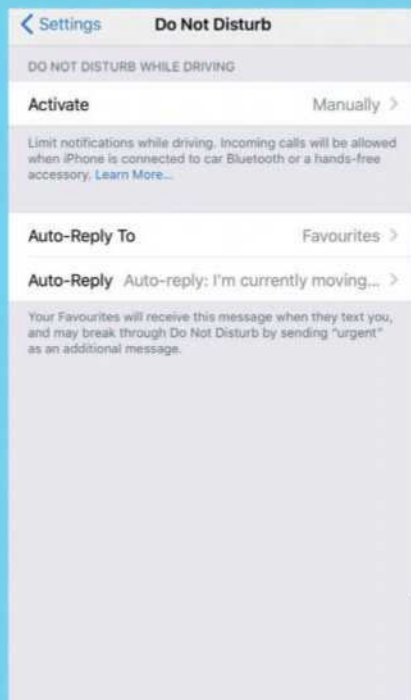 Settings Do Not Disturb
DO NOT DISTURB WHILE DRIVING
Activate Manually
Limit notifications while driving. Incoming calls will be allowed
when iPhone is connected to car Bluetooth or a hands-free
accessory. Learn More...
Auto-Reply To Favourites
Auto-Reply Auto-reply: I'm currently moving...
Your Favourites will receive this message when they text you,
and may break through Do Not Disturb by sending "urgent"
as an additional message.